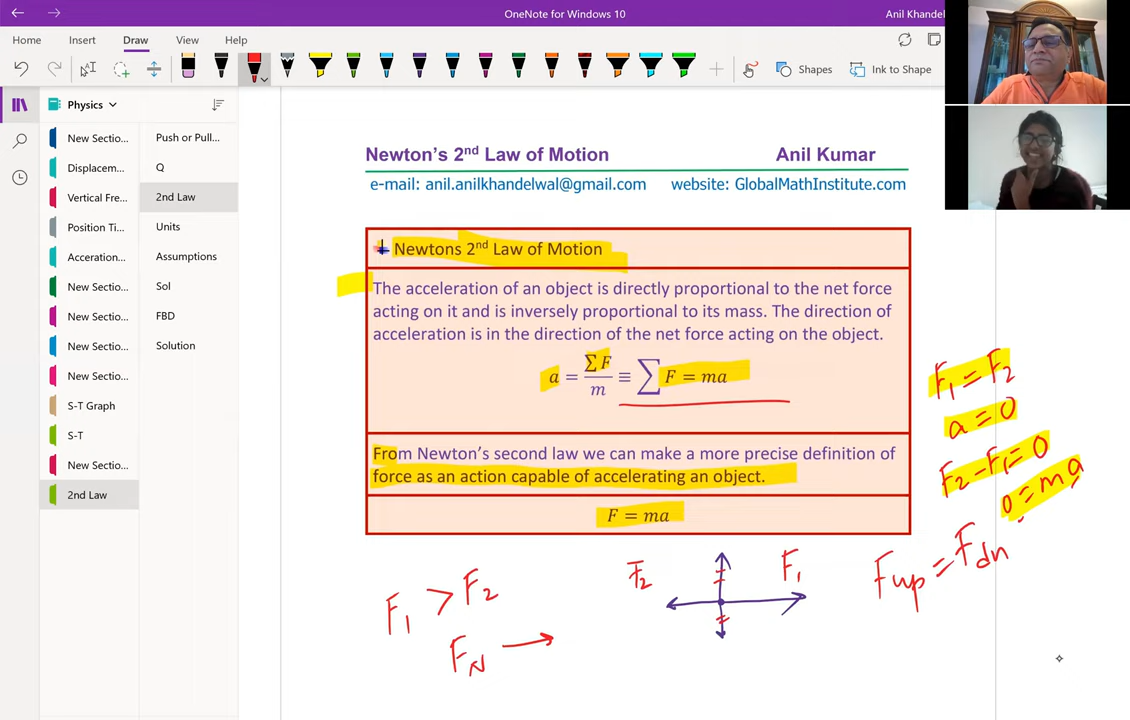 OneNote for Windows 10
Anil Khandel
Home Insert Draw View Help
Shapes Ink to Shape
Physics
New Sectio...
Displacem...
Vertical Fre...
Position Ti...
Acceration...
New Sectio...
New Sectio...
New Sectio...
New Sectio...
S-T Graph
S-T
New Sectio...
2nd Law
Push or Pull...
Q
2nd Law
Units
Assumptions
Sol
FBD
Solution
Newton's 2nd Law of Motion Anil Kumar
e-mail: anil.anilkhandelwal@gmail.com website: GlobalMathInstitute.com
Newtons 2nd Law of Motion
The acceleration of an object is directly proportional to the net force
acting on it and is inversely proportional to its mass. The direction of
acceleration is in the direction of the net force acting on the object.
a = ∑F/m ≡ ∑F = ma
From Newton's second law we can make a more precise definition of
force as an action capable of accelerating an object.
F = ma
F1 = F2
a = 0
F2 - F1 = 0
0 = ma
F1 > F2
FN →
F2
F1
Fup = Fdn